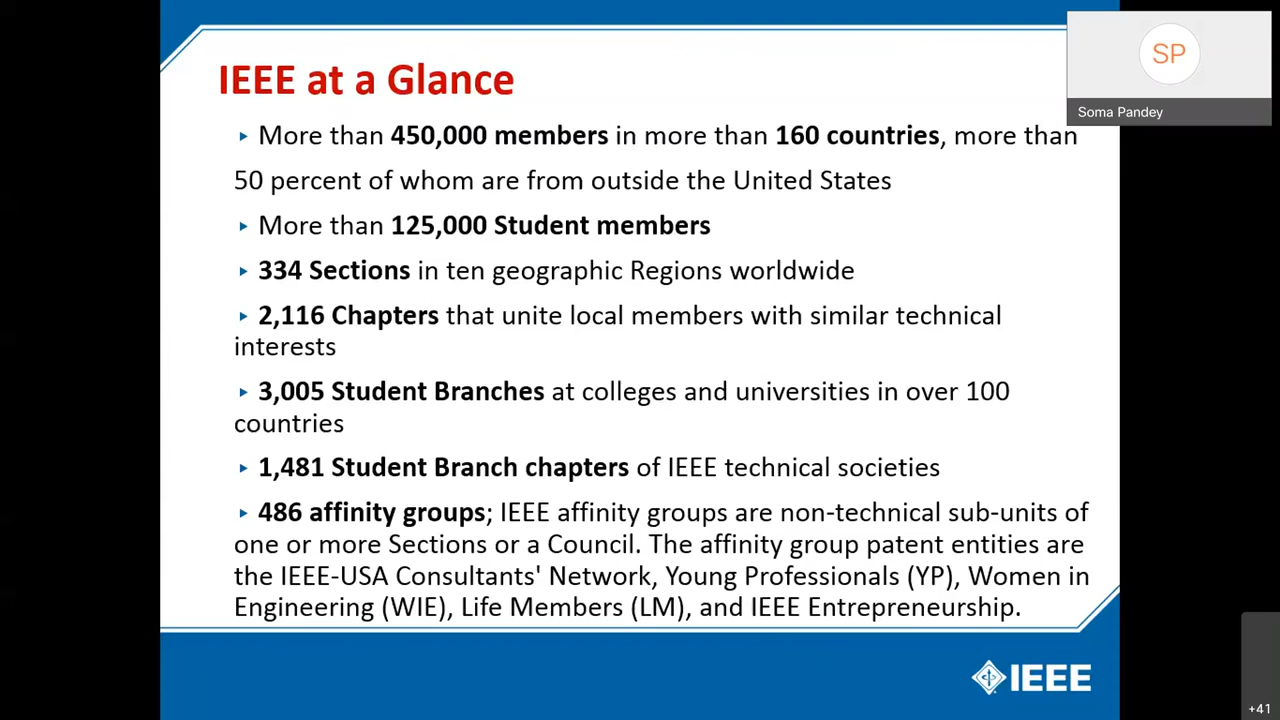 IEEE at a Glance
SP
Soma Pandey
More than 450,000 members in more than 160 countries, more than
50 percent of whom are from outside the United States
More than 125,000 Student members
334 Sections in ten geographic Regions worldwide
2,116 Chapters that unite local members with similar technical
interests
3,005 Student Branches at colleges and universities in over 100
countries
1,481 Student Branch chapters of IEEE technical societies
486 affinity groups; IEEE affinity groups are non-technical sub-units of
one or more Sections or a Council. The affinity group patent entities are
the IEEE-USA Consultants' Network, Young Professionals (YP), Women in
Engineering (WIE), Life Members (LM), and IEEE Entrepreneurship.
IEEE
+41